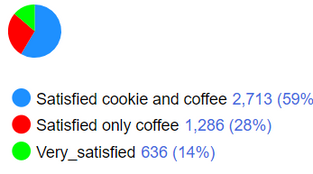 Satisfied cookie and coffee 2,713 (59%
Satisfied only coffee 1,286 (28%)
Very_satisfied 636 (14%)